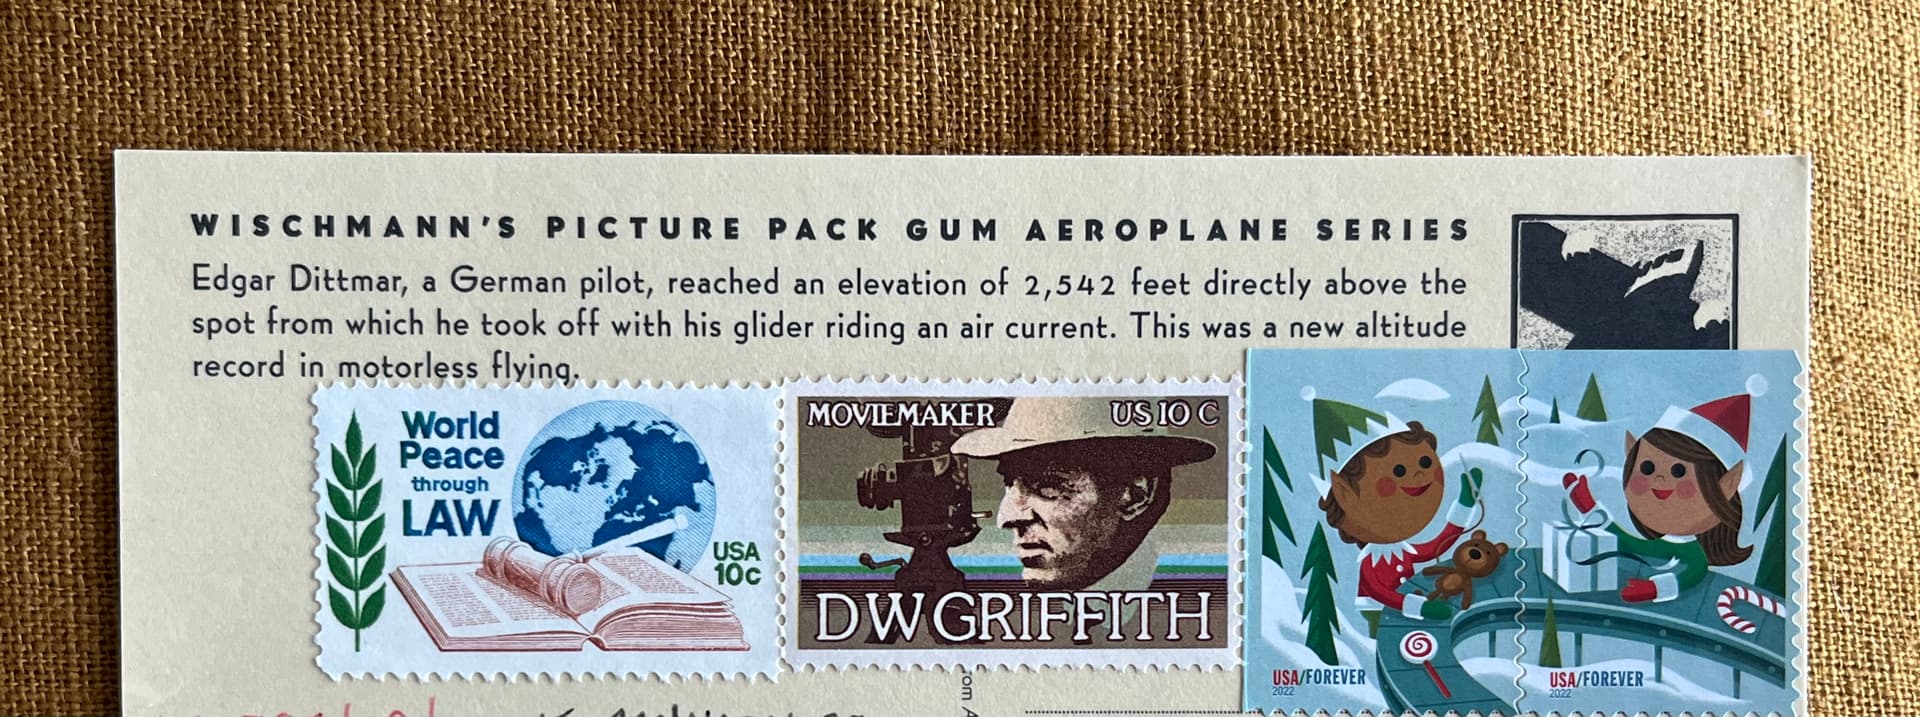 WISCHMANN'S PICTURE PACK GUM AEROPLANE SERIES
Edgar Dittmar, a German pilot, reached an elevation of 2,542 feet directly above the
spot from which he took off with his glider riding an air current. This was a new altitude
record in motorless flying.
World
Peace
through
LAW
USA
10c
MOVIEMAKER US 10 C
DW GRIFFITH
USA/FOREVER
2022
USA/FOREVER
2022